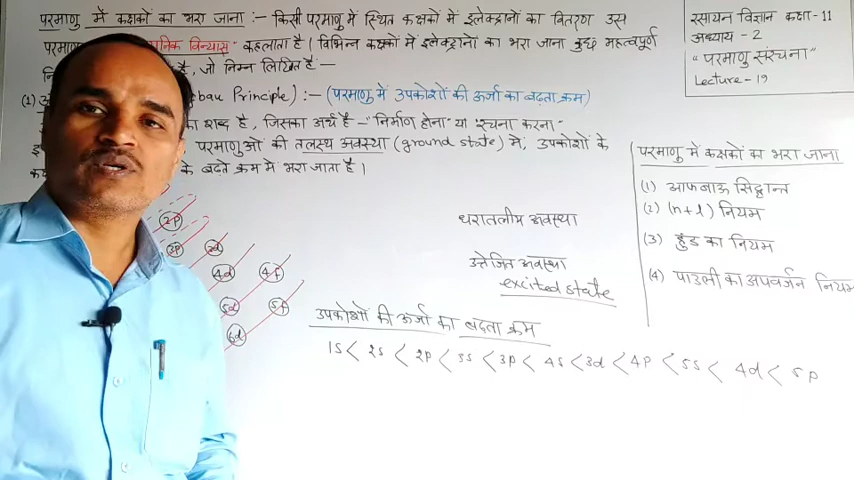 परमाणु में कक्षकों का भरा जाना :- किसी परमाणु में स्थित कक्षकों में इलेक्ट्रानों का वितरण उस
परमाणु विन्यास" कहलाता है। विभिन्न कक्षकों में इलेक्ट्रानों का भरा जाना कुछ महत्वपूर्ण
है, जो निम्न लिखित है -
(1) bau Principle) :- (परमाणु में उपकोशों की ऊर्जा का बढ़ता क्रम)
का शब्द है, जिसका अर्थ है - "निर्माण होना" या "रचना करना"
परमाणुओं की तलस्थ अवस्था (ground state) में, उपकोशों के
के बढ़ते क्रम में भरा जाता है।
रसायन विज्ञान कक्षा - 11
अध्याय - 2
"परमाणु संरचना"
Lecture - 19
परमाणु में कक्षकों का भरा जाना
(1) आफबाऊ सिद्धान्त
(2) (n+l) नियम
(3) हुंड का नियम
(4) पाउली का अपवर्जन नियम
धरातलीय अवस्था
उत्तेजित अवस्था
excited state
2p
3p 3d
4d 4f
5d 5f
6d
उपकोशों की ऊर्जा का बढ़ता क्रम
1s < 2s < 2p < 3s < 3p < 4s < 3d < 4p < 5s < 4d < 5p